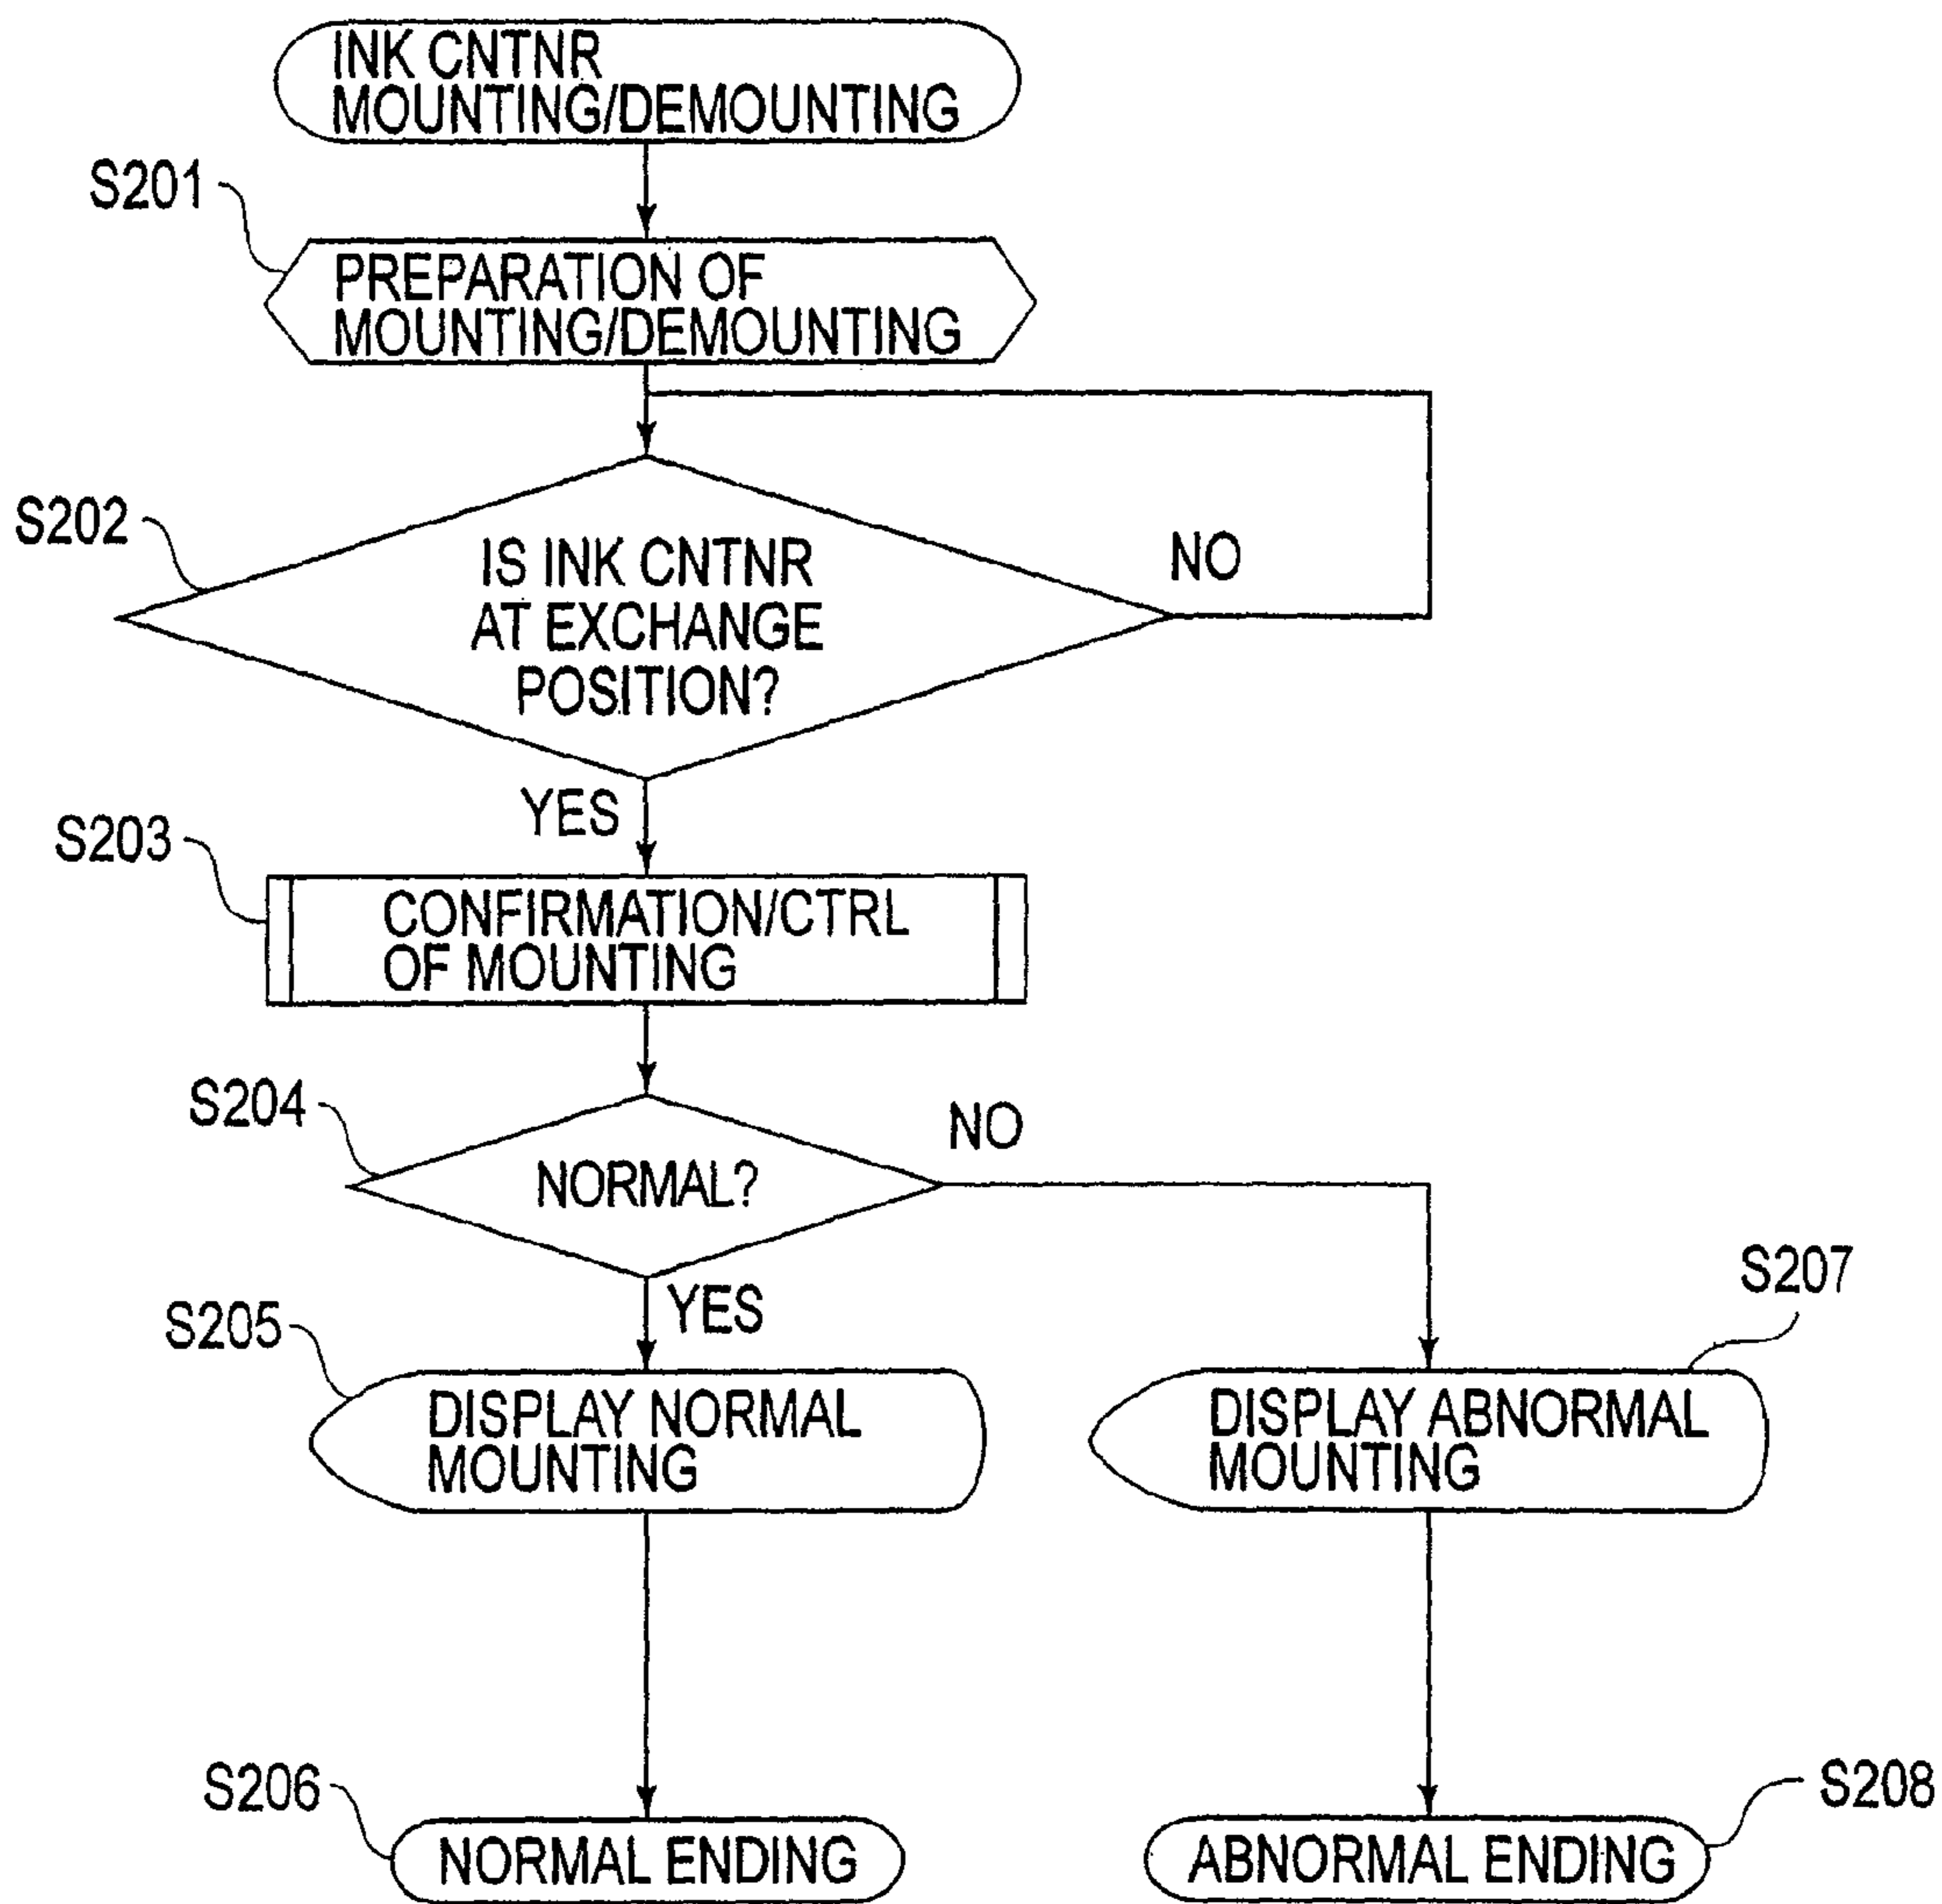 INK CNTNR
MOUNTING/DEMOUNTING
S201
PREPARATION OF
MOUNTING/DEMOUNTING
S202
IS INK CNTNR
AT EXCHANGE
POSITION?
NO
YES
S203
CONFIRMATION/CTRL
OF MOUNTING
S204
NORMAL?
NO
YES
S205
DISPLAY NORMAL
MOUNTING
S207
DISPLAY ABNORMAL
MOUNTING
S206
NORMAL ENDING
S208
ABNORMAL ENDING